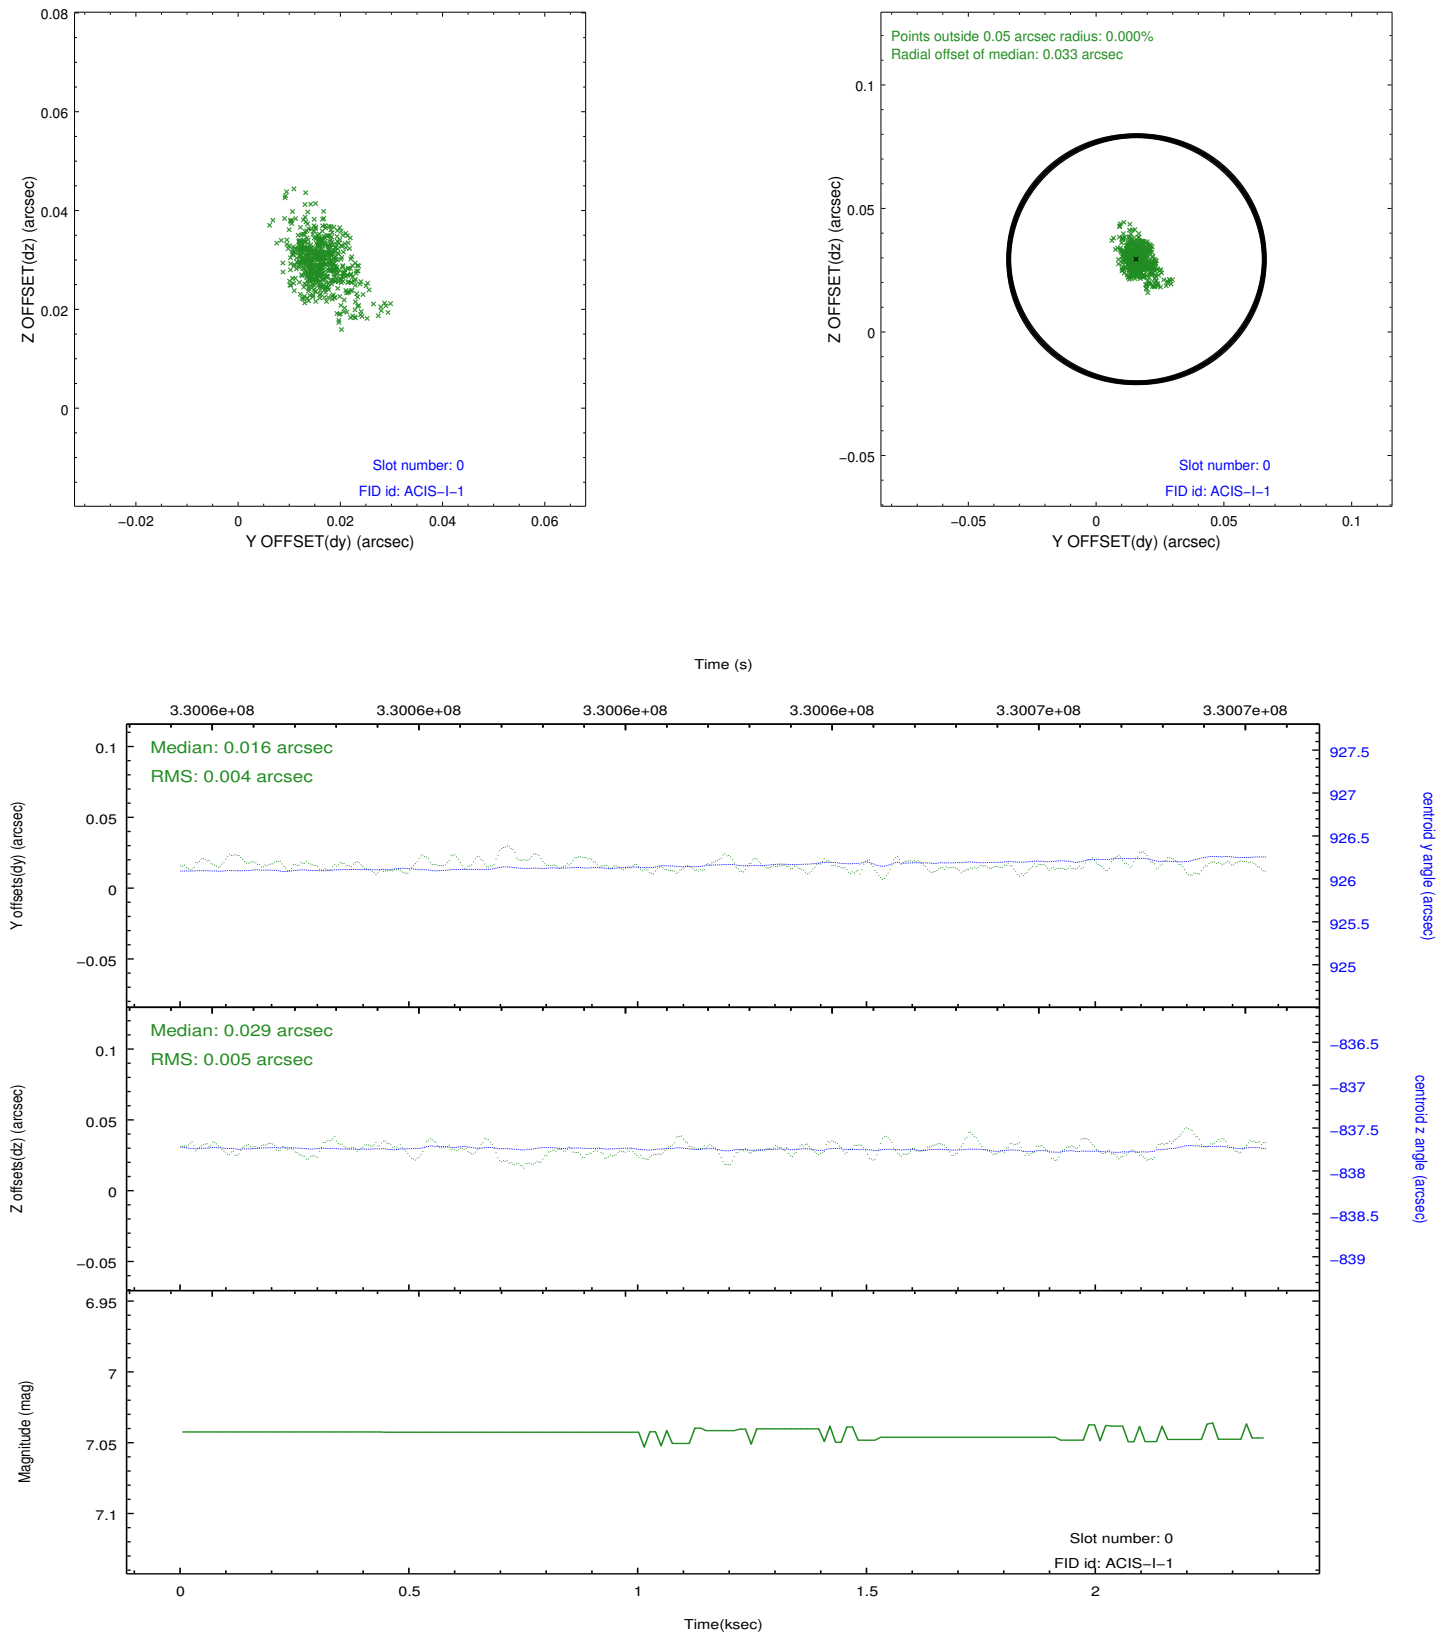 0.08
0.06
0.04
0.02
0
Z OFFSET(dz) (arcsec)
Slot number: 0
FID id: ACIS−I−1
−0.02 0 0.02 0.04 0.06
Y OFFSET(dy) (arcsec)
Points outside 0.05 arcsec radius: 0.000%
Radial offset of median: 0.033 arcsec
0.1
0.05
0
−0.05
Z OFFSET(dz) (arcsec)
Slot number: 0
FID id: ACIS−I−1
−0.05 0 0.05 0.1
Y OFFSET(dy) (arcsec)
Time (s)
3.3006e+08 3.3006e+08 3.3006e+08 3.3006e+08 3.3007e+08 3.3007e+08
Median: 0.016 arcsec
RMS: 0.004 arcsec
0.1
0.05
0
−0.05
Y offsets(dy) (arcsec)
927.5
927
926.5
926
925.5
925
centroid y angle (arcsec)
Median: 0.029 arcsec
RMS: 0.005 arcsec
0.1
0.05
0
−0.05
Z offsets(dz) (arcsec)
−836.5
−837
−837.5
−838
−838.5
−839
centroid z angle (arcsec)
6.95
7
7.05
7.1
Magnitude (mag)
Slot number: 0
FID id: ACIS−I−1
0 0.5 1 1.5 2
Time(ksec)